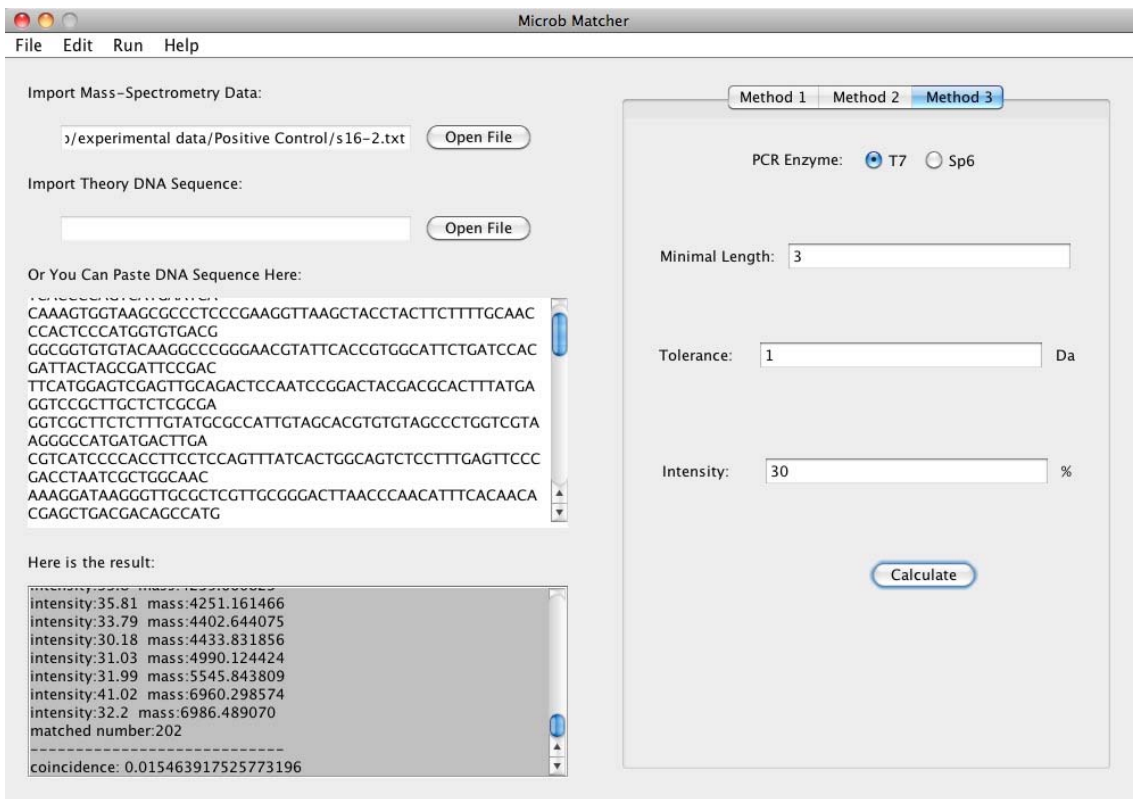 Microb Matcher
File Edit Run Help
Import Mass-Spectrometry Data:
/experimental data/Positive Control/s16-2.txt Open File
Import Theory DNA Sequence:
Open File
Or You Can Paste DNA Sequence Here:
CAAAGTGGTAAGCGCCCTCCCGAAGGTTAAGCTACCTACTTCTTTTGCAAC
CCACTCCCATGGTGTGACG
GGCGGTGTGTACAAGGCCCGGGAACGTATTCACCGTGGCATTCTGATCCAC
GATTACTAGCGATTCCGAC
TTCATGGAGTCGAGTTGCAGACTCCAATCCGGACTACGACGCACTTTATGA
GGTCCGCTTGCTCTCGCGA
GGTCGCTTCTCTTTGTATGCGCCATTGTAGCACGTGTGTAGCCCTGGTCGTA
AGGGCCATGATGACTTGA
CGTCATCCCCACCTTCCTCCAGTTTATCACTGGCAGTCTCCTTTGAGTTCCC
GACCTAATCGCTGGCAAC
AAAGGATAAGGGTTGCGCTCGTTGCGGGACTTAACCCAACATTTCACAACA
CGAGCTGACGACAGCCATG
Here is the result:
intensity:35.81 mass:4251.161466
intensity:33.79 mass:4402.644075
intensity:30.18 mass:4433.831856
intensity:31.03 mass:4990.124424
intensity:31.99 mass:5545.843809
intensity:41.02 mass:6960.298574
intensity:32.2 mass:6986.489070
matched number:202
-----------------------------
coincidence: 0.015463917525773196
Method 1 Method 2 Method 3
PCR Enzyme: T7 Sp6
Minimal Length: 3
Tolerance: 1 Da
Intensity: 30 %
Calculate